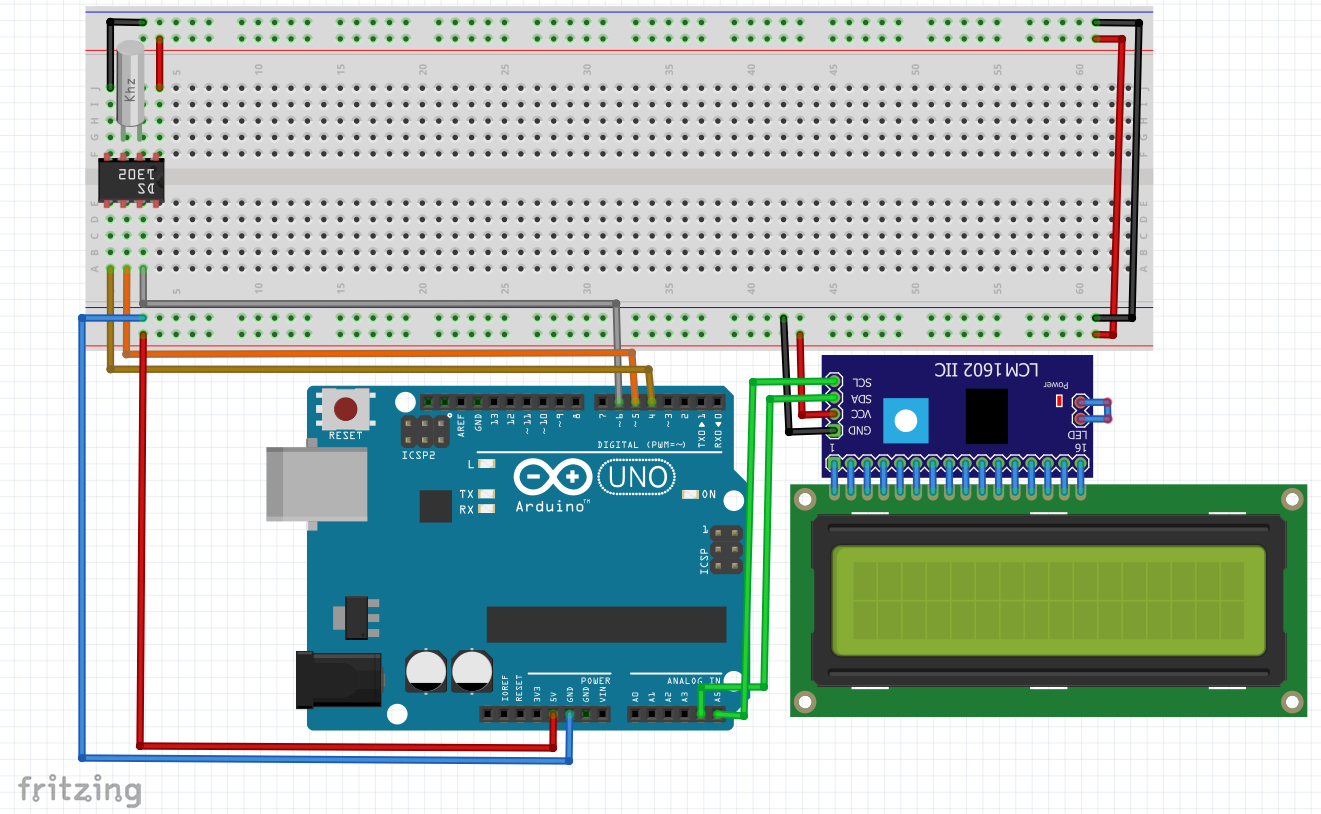 5 10 15 20 25 30 35 40 45 50 55 60
J J
I I
H H
G G
F F
Khz
DS
1302
E E
D D
C C
B B
A A
5 10 15 20 25 30 35 40 45 50 55 60
LCM1602 IIC
SCL
SDA
VCC
GND
Power
LED
1
16
RESET
ICSP2
AREF
GND
13
12
~11
~10
~9
8
7
~6
~5
4
~3
2
TX0▶1
RX0◀0
DIGITAL (PWM=~)
L
TX
RX
UNO
ON
Arduino™
1
ICSP
POWER
ANALOG IN
IOREF
RESET
3V3
5V
GND
GND
VIN
A0
A1
A2
A3
A5
fritzing